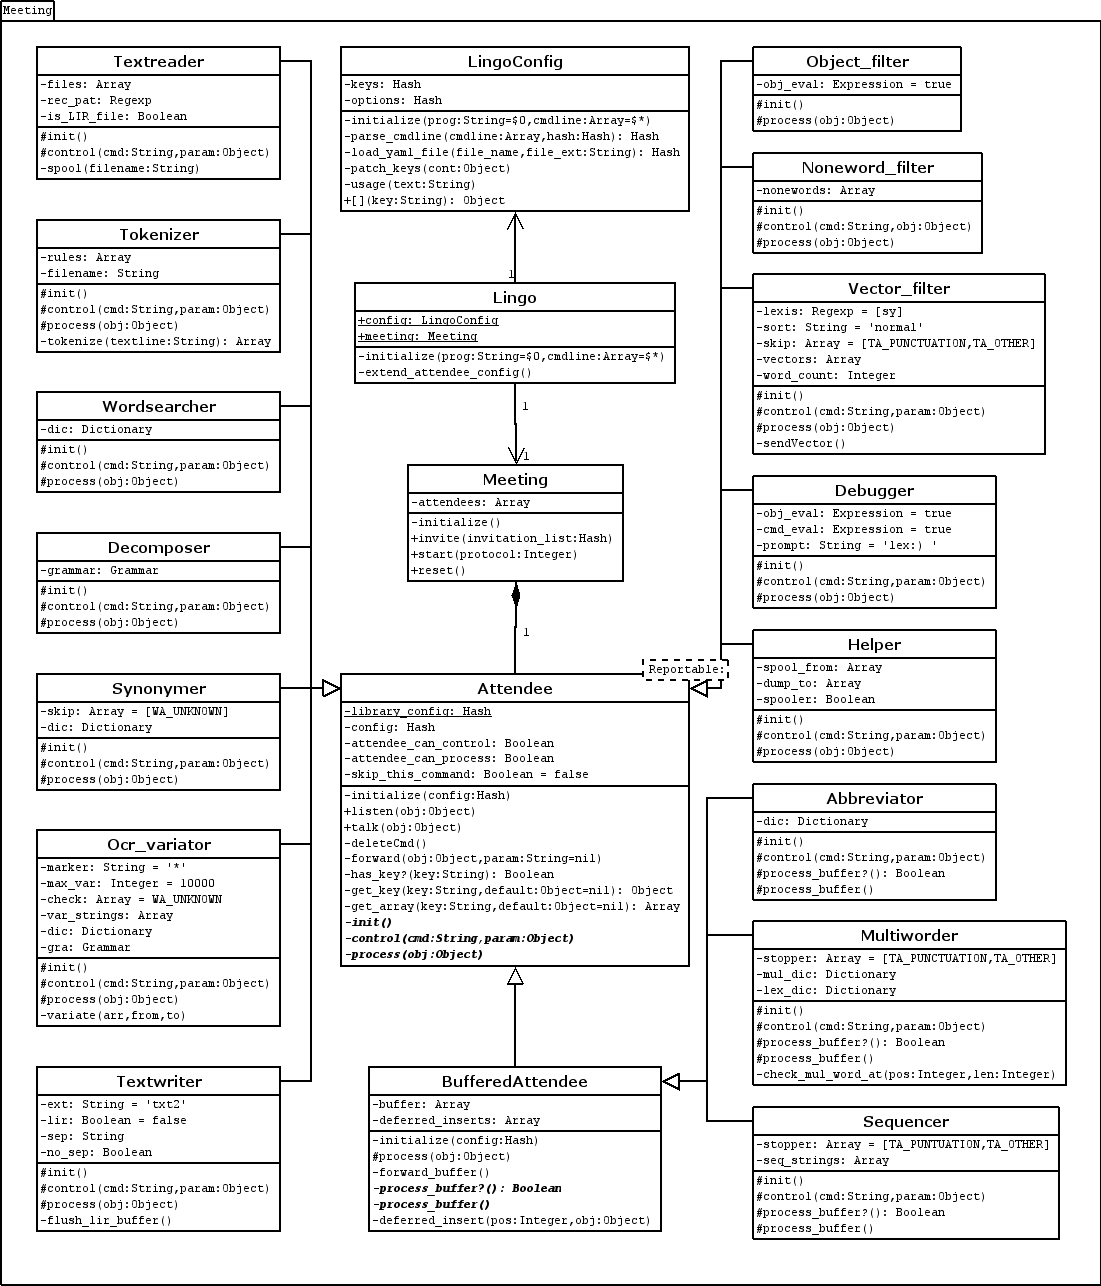 Meeting
Textreader
-files: Array
-rec_pat: Regexp
-is_LIR_file: Boolean
#init()
#control(cmd:String,param:Object)
-spool(filename:String)
Tokenizer
-rules: Array
-filename: String
#init()
#control(cmd:String,param:Object)
#process(obj:Object)
-tokenize(textline:String): Array
Wordsearcher
-dic: Dictionary
#init()
#control(cmd:String,param:Object)
#process(obj:Object)
Decomposer
-grammar: Grammar
#init()
#control(cmd:String,param:Object)
#process(obj:Object)
Synonymer
-skip: Array = [WA_UNKNOWN]
-dic: Dictionary
#init()
#control(cmd:String,param:Object)
#process(obj:Object)
Ocr_variator
-marker: String = '*'
-max_var: Integer = 10000
-check: Array = WA_UNKNOWN
-var_strings: Array
-dic: Dictionary
-gra: Grammar
#init()
#control(cmd:String,param:Object)
#process(obj:Object)
-variate(arr,from,to)
Textwriter
-ext: String = 'txt2'
-lir: Boolean = false
-sep: String
-no_sep: Boolean
#init()
#control(cmd:String,param:Object)
#process(obj:Object)
-flush_lir_buffer()
LingoConfig
-keys: Hash
-options: Hash
-initialize(prog:String=$0,cmdline:Array=$*)
-parse_cmdline(cmdline:Array,hash:Hash): Hash
-load_yaml_file(file_name,file_ext:String): Hash
-patch_keys(cont:Object)
-usage(text:String)
+[](key:String): Object
1
Lingo
+config: LingoConfig
+meeting: Meeting
-initialize(prog:String=$0,cmdline:Array=$*)
-extend_attendee_config()
1
1
Meeting
-attendees: Array
-initialize()
+invite(invitation_list:Hash)
+start(protocol:Integer)
+reset()
1
Reportable:
Attendee
-library_config: Hash
-config: Hash
-attendee_can_control: Boolean
-attendee_can_process: Boolean
-skip_this_command: Boolean = false
-initialize(config:Hash)
+listen(obj:Object)
+talk(obj:Object)
-deleteCmd()
-forward(obj:Object,param:String=nil)
-has_key?(key:String): Boolean
-get_key(key:String,default:Object=nil): Object
-get_array(key:String,default:Object=nil): Array
-init()
-control(cmd:String,param:Object)
-process(obj:Object)
BufferedAttendee
-buffer: Array
-deferred_inserts: Array
-initialize(config:Hash)
#process(obj:Object)
-forward_buffer()
-process_buffer?(): Boolean
-process_buffer()
-deferred_insert(pos:Integer,obj:Object)
Object_filter
-obj_eval: Expression = true
#init()
#process(obj:Object)
Noneword_filter
-nonewords: Array
#init()
#control(cmd:String,obj:Object)
#process(obj:Object)
Vector_filter
-lexis: Regexp = [sy]
-sort: String = 'normal'
-skip: Array = [TA_PUNCTUATION,TA_OTHER]
-vectors: Array
-word_count: Integer
#init()
#control(cmd:String,param:Object)
#process(obj:Object)
-sendVector()
Debugger
-obj_eval: Expression = true
-cmd_eval: Expression = true
-prompt: String = 'lex:) '
#init()
#control(cmd:String,param:Object)
#process(obj:Object)
Helper
-spool_from: Array
-dump_to: Array
-spooler: Boolean
#init()
#control(cmd:String,param:Object)
#process(obj:Object)
Abbreviator
-dic: Dictionary
#init()
#control(cmd:String,param:Object)
#process_buffer?(): Boolean
#process_buffer()
Multiworder
-stopper: Array = [TA_PUNCTUATION,TA_OTHER]
-mul_dic: Dictionary
-lex_dic: Dictionary
#init()
#control(cmd:String,param:Object)
#process_buffer?(): Boolean
#process_buffer()
-check_mul_word_at(pos:Integer,len:Integer)
Sequencer
-stopper: Array = [TA_PUNTUATION,TA_OTHER]
-seq_strings: Array
#init()
#control(cmd:String,param:Object)
#process_buffer?(): Boolean
#process_buffer()